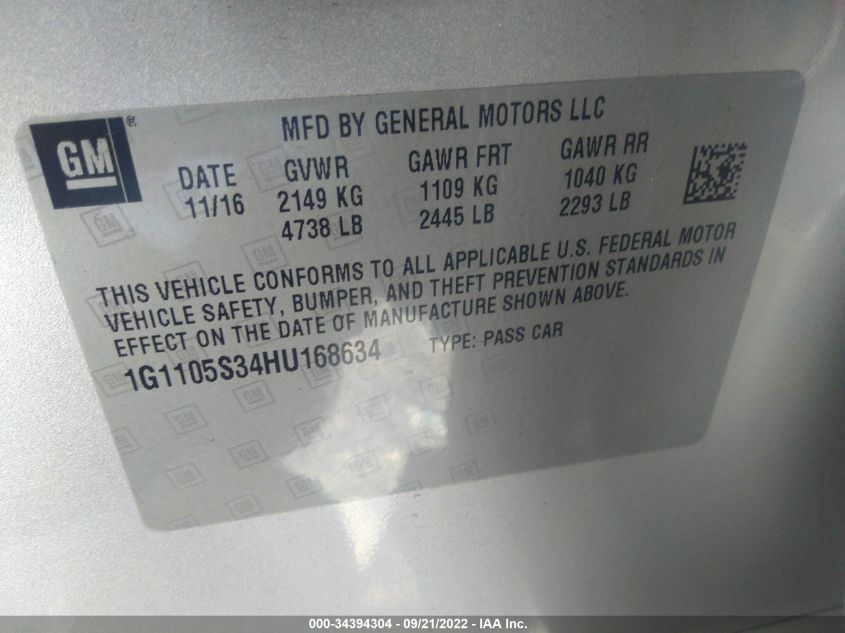 GM ®
MFD BY GENERAL MOTORS LLC
DATE GVWR GAWR FRT GAWR RR
11/16 2149 KG 1109 KG 1040 KG
4738 LB 2445 LB 2293 LB
THIS VEHICLE CONFORMS TO ALL APPLICABLE U.S. FEDERAL MOTOR
VEHICLE SAFETY, BUMPER, AND THEFT PREVENTION STANDARDS IN
EFFECT ON THE DATE OF MANUFACTURE SHOWN ABOVE.
1G1105S34HU168634 TYPE: PASS CAR
000-34394304 - 09/21/2022 - IAA Inc.